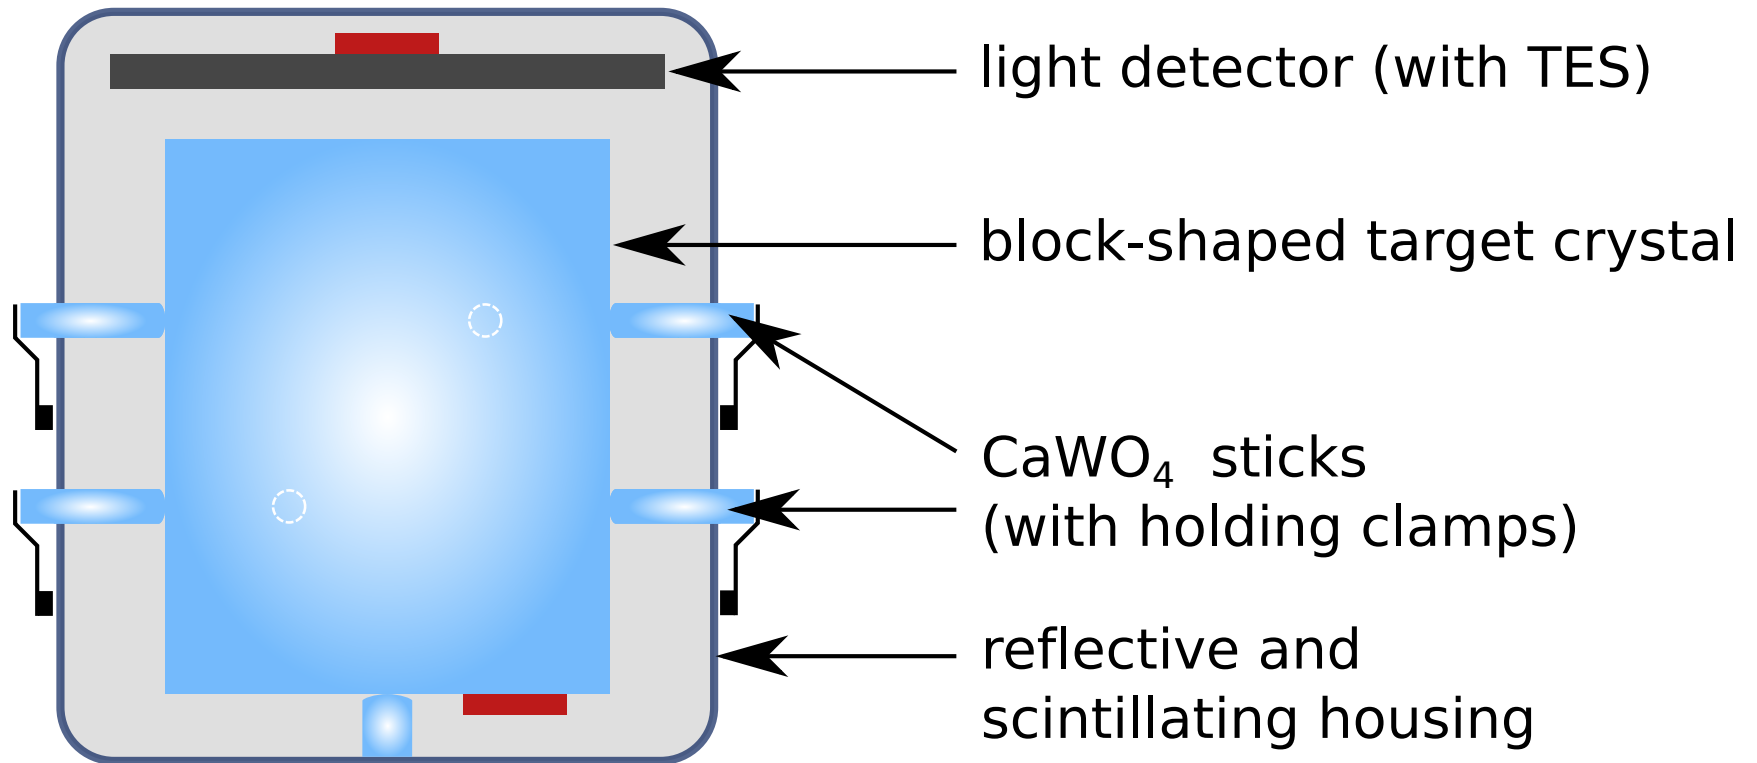 light detector (with TES)
block-shaped target crystal
CaWO₄ sticks
(with holding clamps)
reflective and
scintillating housing